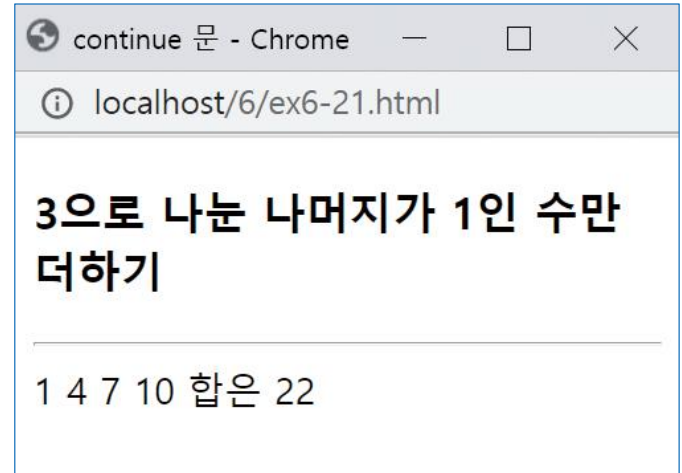 continue 문 - Chrome
localhost/6/ex6-21.html
3으로 나눈 나머지가 1인 수만
더하기
1 4 7 10 합은 22